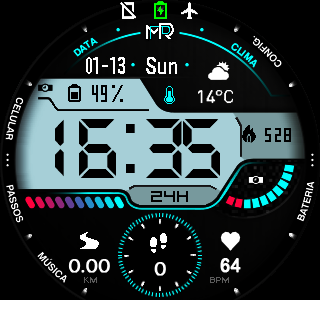 MR
DATA
CLIMA
CONFIG.
01-13 Sun
49%
14°C
CELULAR
16:35
528
24H
PASSOS
BATERIA
MÚSICA
0.00
KM
0
64
BPM